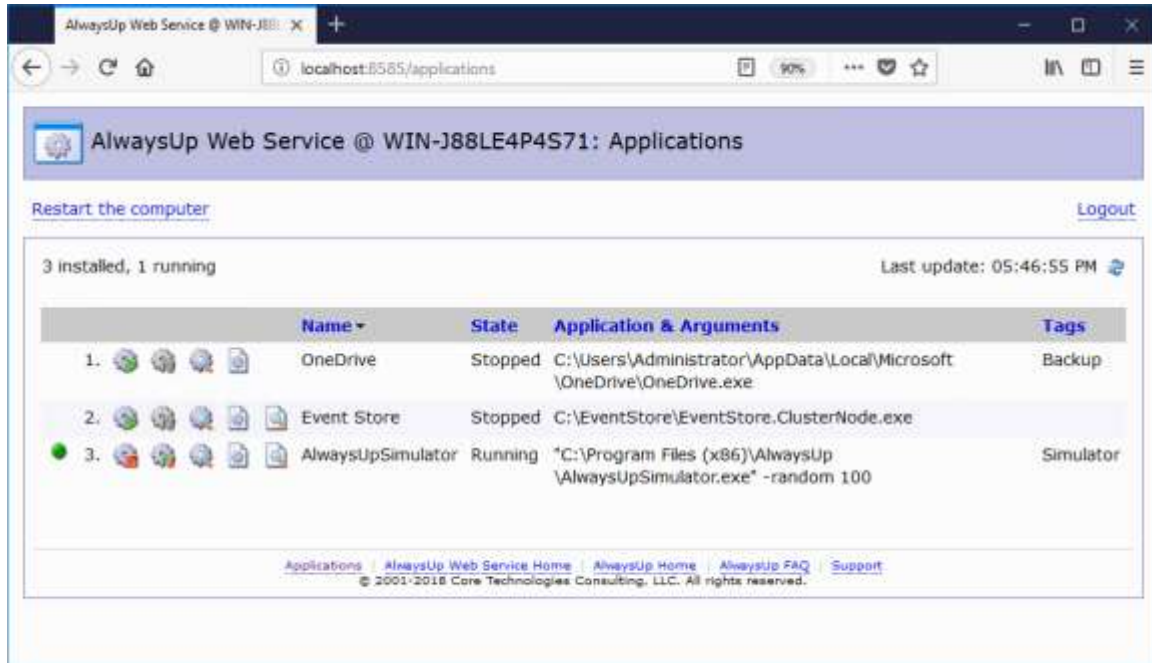 AlwaysUp Web Service @ WIN-J88
localhost:8585/applications
90%
AlwaysUp Web Service @ WIN-J88LE4P4S71: Applications
Restart the computer
Logout
3 installed, 1 running
Last update: 05:46:55 PM
Name State Application & Arguments Tags
1. OneDrive Stopped C:\Users\Administrator\AppData\Local\Microsoft Backup
\OneDrive\OneDrive.exe
2. Event Store Stopped C:\EventStore\EventStore.ClusterNode.exe
3. AlwaysUpSimulator Running "C:\Program Files (x86)\AlwaysUp Simulator
\AlwaysUpSimulator.exe" -random 100
Applications | AlwaysUp Web Service Home | AlwaysUp Home | AlwaysUp FAQ | Support
© 2001-2018 Core Technologies Consulting, LLC. All rights reserved.